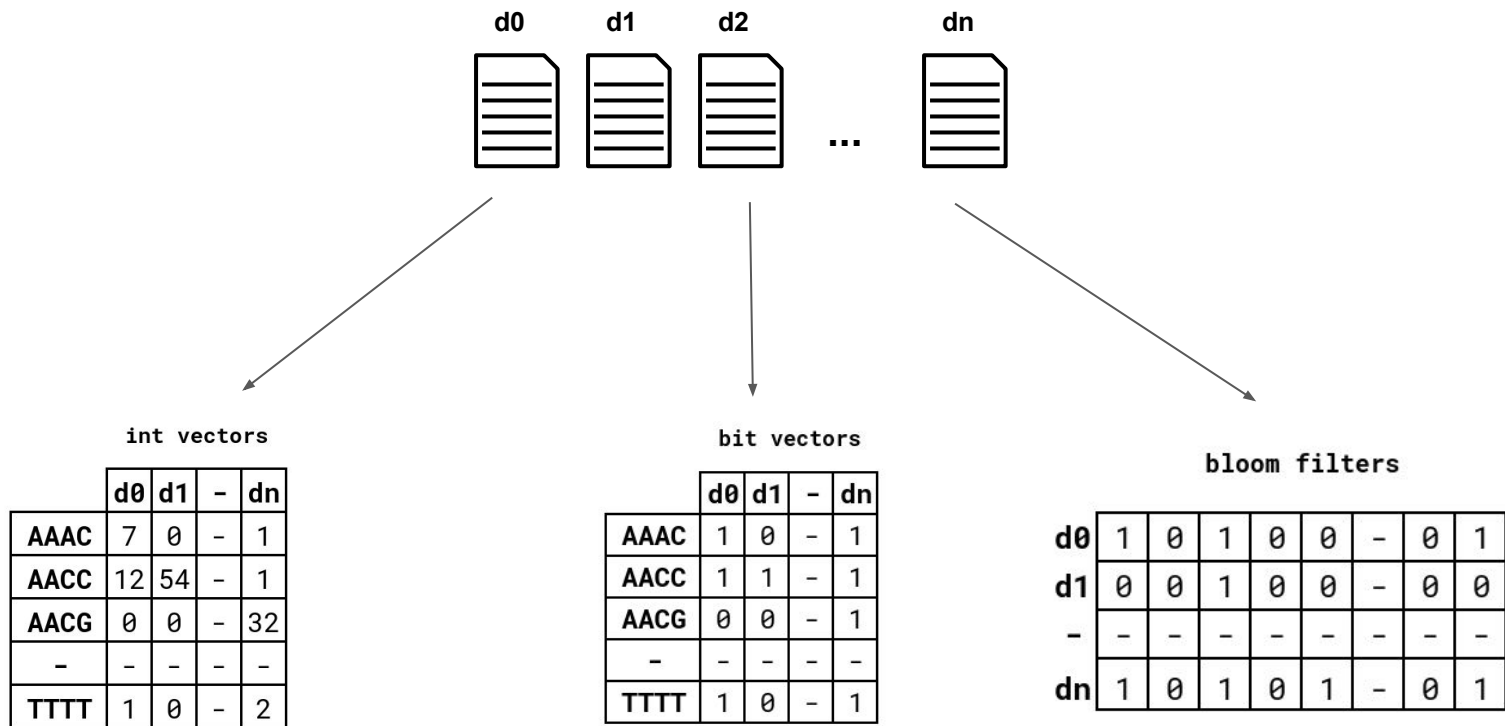 d0 d1 d2 ... dn
int vectors
d0 d1 - dn
AAAC 7 0 - 1
AACC 12 54 - 1
AACG 0 0 - 32
- - - - -
TTTT 1 0 - 2
bit vectors
d0 d1 - dn
AAAC 1 0 - 1
AACC 1 1 - 1
AACG 0 0 - 1
- - - - -
TTTT 1 0 - 1
bloom filters
d0 1 0 1 0 0 - 0 1
d1 0 0 1 0 0 - 0 0
- - - - - - - - -
dn 1 0 1 0 1 - 0 1